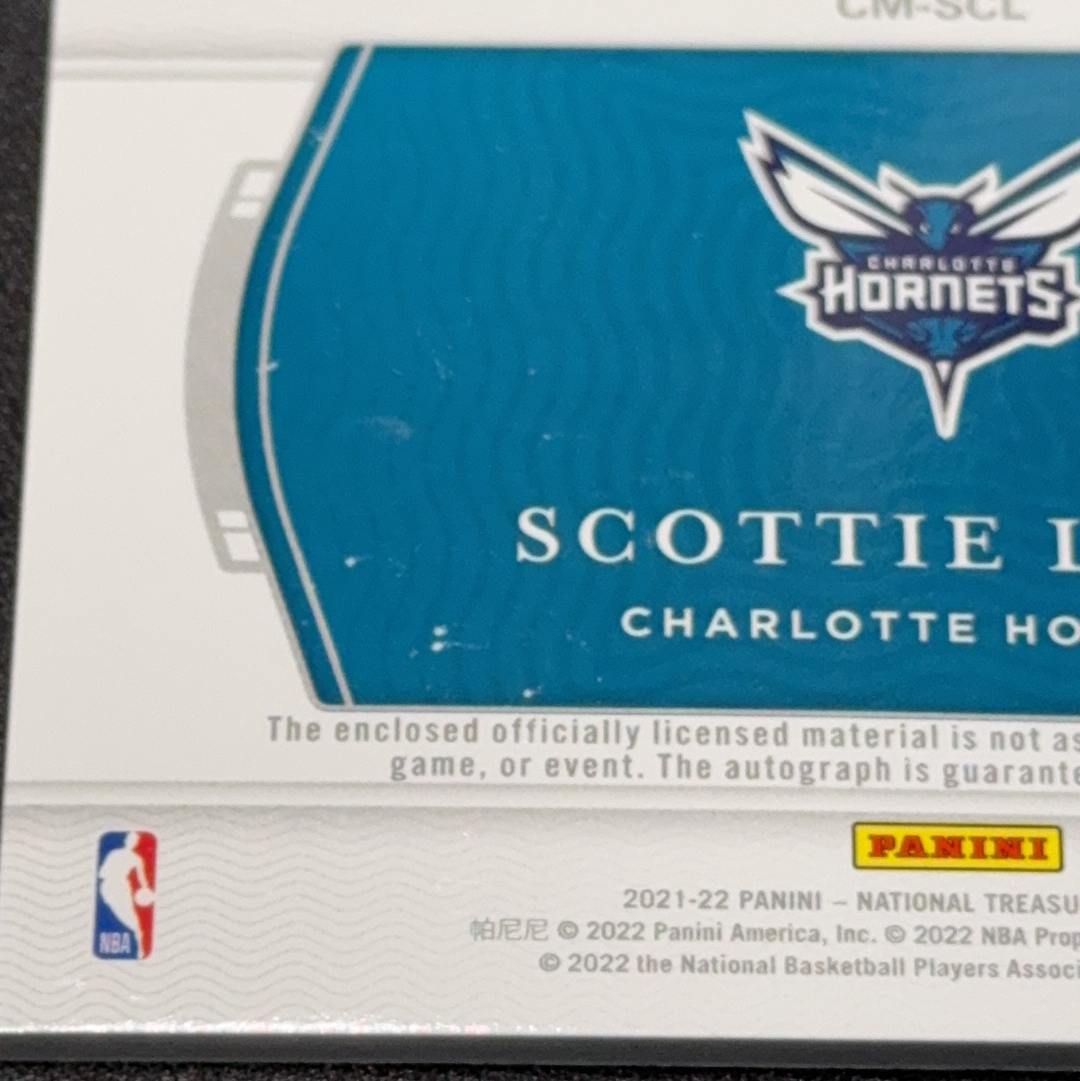 CM-SCL
CHARLOTTE
HORNETS
SCOTTIE
CHARLOTTE HO
The enclosed officially licensed material is not as
game, or event. The autograph is guarante
NBA
PANINI
2021-22 PANINI – NATIONAL TREASU
帕尼尼 © 2022 Panini America, Inc. © 2022 NBA Prop
© 2022 the National Basketball Players Associ